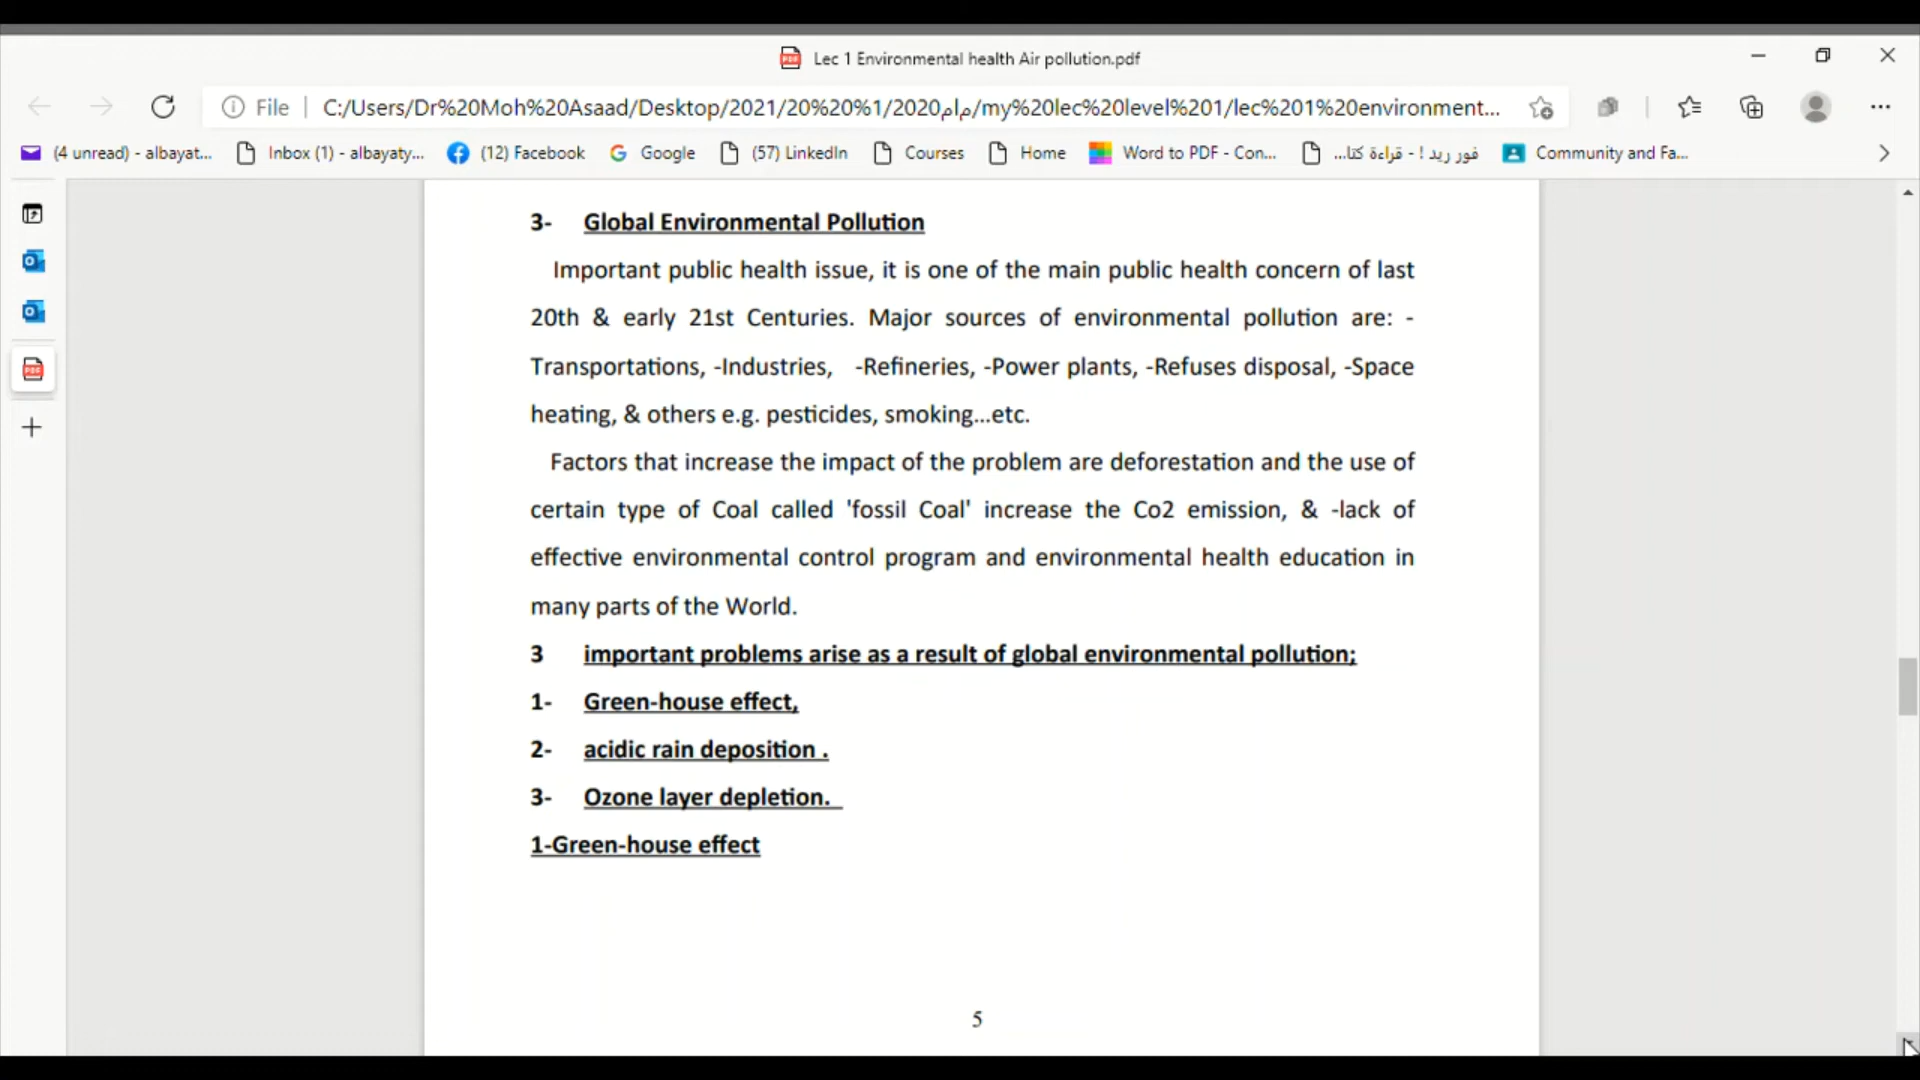 Lec 1 Environmental health Air pollution.pdf
File | C:/Users/Dr%20Moh%20Asaad/Desktop/2021/20%20%1/2020مام/my%20lec%20level%201/lec%201%20environment...
(4 unread) - albayat...
Inbox (1) - albayaty...
(12) Facebook
Google
(57) LinkedIn
Courses
Home
Word to PDF - Con...
فور ريد ! - قراءة كتا...
Community and Fa...
3- Global Environmental Pollution
Important public health issue, it is one of the main public health concern of last
20th & early 21st Centuries. Major sources of environmental pollution are: -
Transportations, -Industries, -Refineries, -Power plants, -Refuses disposal, -Space
heating, & others e.g. pesticides, smoking...etc.
Factors that increase the impact of the problem are deforestation and the use of
certain type of Coal called 'fossil Coal' increase the Co2 emission, & -lack of
effective environmental control program and environmental health education in
many parts of the World.
3 important problems arise as a result of global environmental pollution;
1- Green-house effect,
2- acidic rain deposition .
3- Ozone layer depletion.
1-Green-house effect
5